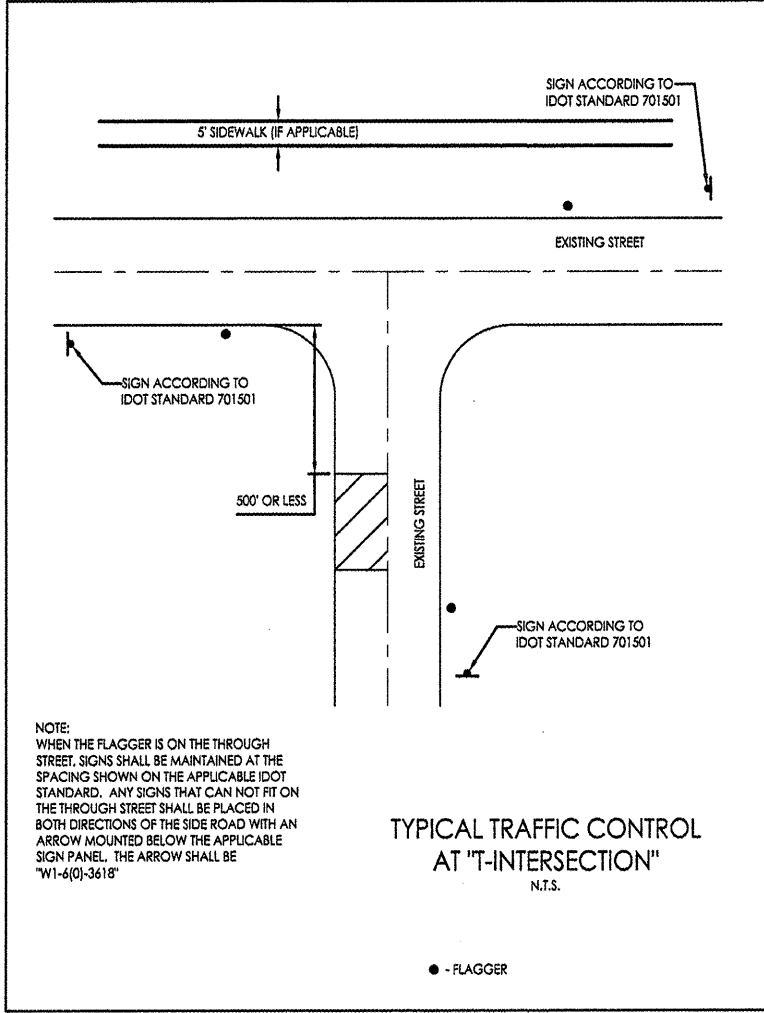 SIGN ACCORDING TO
IDOT STANDARD 701501
5' SIDEWALK (IF APPLICABLE)
EXISTING STREET
SIGN ACCORDING TO
IDOT STANDARD 701501
500' OR LESS
EXISTING STREET
SIGN ACCORDING TO
IDOT STANDARD 701501
NOTE:
WHEN THE FLAGGER IS ON THE THROUGH
STREET, SIGNS SHALL BE MAINTAINED AT THE
SPACING SHOWN ON THE APPLICABLE IDOT
STANDARD. ANY SIGNS THAT CAN NOT FIT ON
THE THROUGH STREET SHALL BE PLACED IN
BOTH DIRECTIONS OF THE SIDE ROAD WITH AN
ARROW MOUNTED BELOW THE APPLICABLE
SIGN PANEL. THE ARROW SHALL BE
"W1-6(0)-3618"
TYPICAL TRAFFIC CONTROL
AT "T-INTERSECTION"
N.T.S.
● - FLAGGER